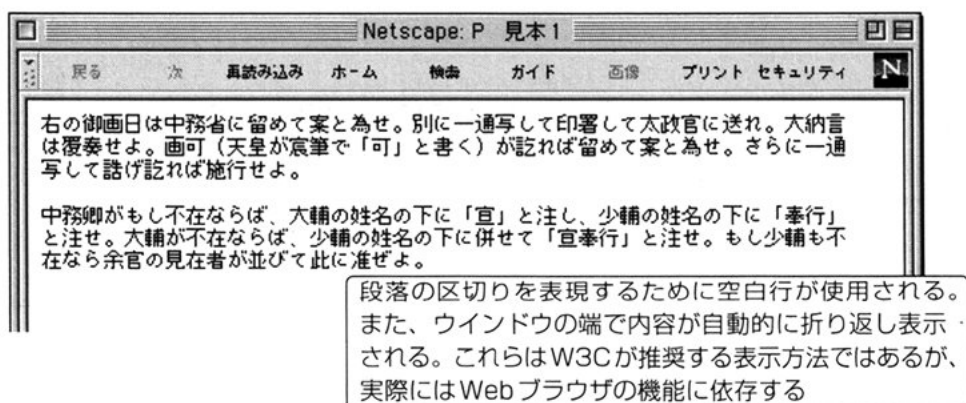 Netscape: P 見本1
戻る 次 再読み込み ホーム 検索 ガイド 画像 プリント セキュリティ N
右の御画日は中務省に留めて案と為せ。別に一通写して印署して太政官に送れ。大納言
は覆奏せよ。画可（天皇が宸筆で「可」と書く）が訖れば留めて案と為せ。さらに一通
写して誥げ訖れば施行せよ。
中務卿がもし不在ならば、大輔の姓名の下に「宣」と注し、少輔の姓名の下に「奉行」
と注せ。大輔が不在ならば、少輔の姓名の下に併せて「宣奉行」と注せ。もし少輔も不
在なら余官の見在者が並びて此に准ぜよ。
段落の区切りを表現するために空白行が使用される。
また、ウインドウの端で内容が自動的に折り返し表示
される。これらはW3Cが推奨する表示方法ではあるが、
実際にはWebブラウザの機能に依存する